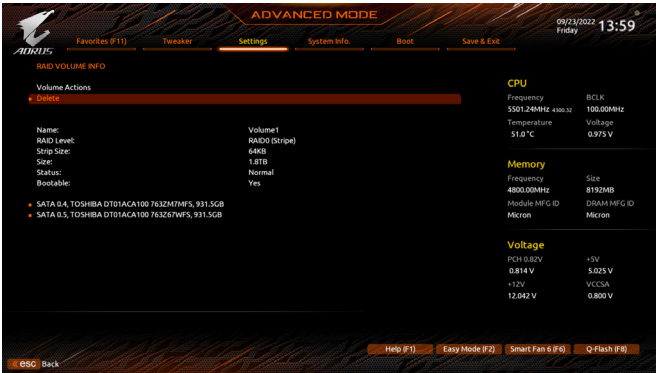 ADVANCED MODE
09/23/2022 Friday 13:59
AORUS
Favorites (F11) Tweaker Settings System Info. Boot Save & Exit
RAID VOLUME INFO
Volume Actions
Delete
Name: Volume1
RAID Level: RAID0 (Stripe)
Strip Size: 64KB
Size: 1.8TB
Status: Normal
Bootable: Yes
SATA 0.4, TOSHIBA DT01ACA100 763ZM7MFS, 931.5GB
SATA 0.5, TOSHIBA DT01ACA100 763Z67WFS, 931.5GB
CPU
Frequency BCLK
5501.24MHz 4300.32 100.00MHz
Temperature Voltage
51.0 °C 0.975 V
Memory
Frequency Size
4800.00MHz 8192MB
Module MFG ID DRAM MFG ID
Micron Micron
Voltage
PCH 0.82V +5V
0.814 V 5.025 V
+12V VCCSA
12.042 V 0.800 V
Help (F1) Easy Mode (F2) Smart Fan 6 (F6) Q-Flash (F8)
esc Back